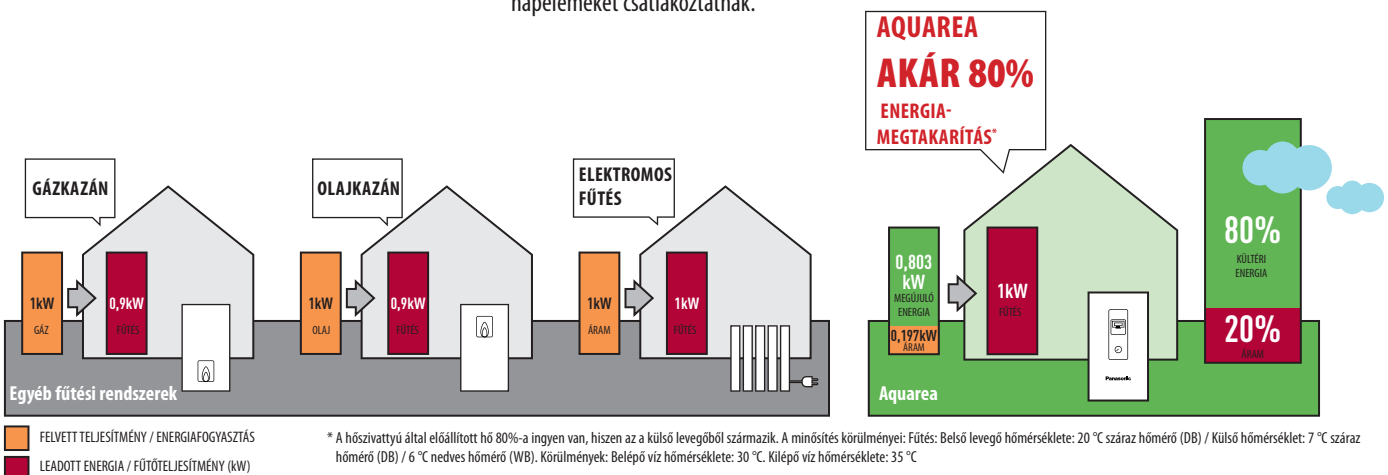 napelemeket csatlakoztatnak.
AQUAREA
AKÁR 80%
ENERGIA-
MEGTAKARÍTÁS*
GÁZKAZÁN
OLAJKAZÁN
ELEKTROMOS
FŰTÉS
1kW
GÁZ
0,9kW
FŰTÉS
1kW
OLAJ
0,9kW
FŰTÉS
1kW
ÁRAM
1kW
FŰTÉS
0,803
kW
MEGÚJULÓ
ENERGIA
0,197kW
ÁRAM
1kW
FŰTÉS
Panasonic
80%
KÜLTÉRI
ENERGIA
20%
ÁRAM
Egyéb fűtési rendszerek
Aquarea
FELVETT TELJESÍTMÉNY / ENERGIAFOGYASZTÁS
LEADOTT ENERGIA / FŰTŐTELJESÍTMÉNY (kW)
* A hőszivattyú által előállított hő 80%-a ingyen van, hiszen az a külső levegőből származik. A minősítés körülményei: Fűtés: Belső levegő hőmérséklete: 20 °C száraz hőmérő (DB) / Külső hőmérséklet: 7 °C száraz
hőmérő (DB) / 6 °C nedves hőmérő (WB). Körülmények: Belépő víz hőmérséklete: 30 °C. Kilépő víz hőmérséklete: 35 °C